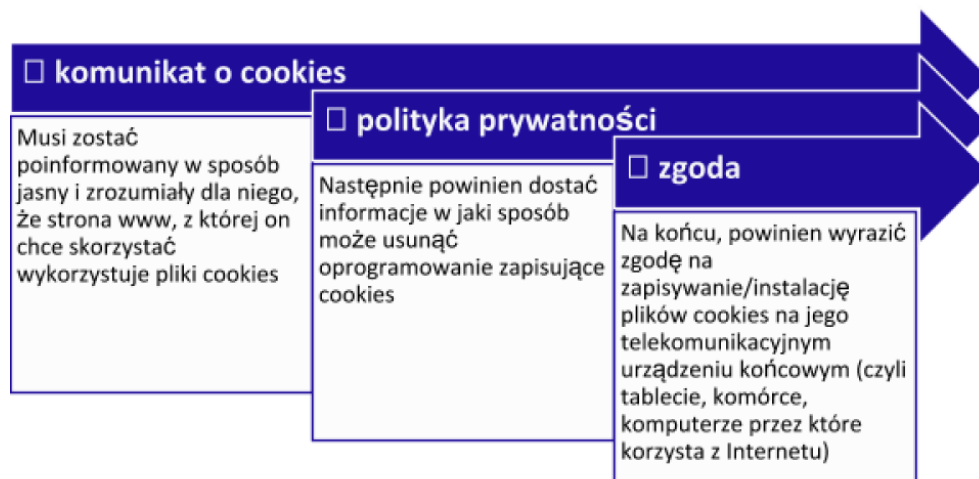 □ komunikat o cookies
Musi zostać
poinformowany w sposób
jasny i zrozumiały dla niego,
że strona www, z której on
chce skorzystać
wykorzystuje pliki cookies
□ polityka prywatności
Następnie powinien dostać
informacje w jaki sposób
może usunąć
oprogramowanie zapisujące
cookies
□ zgoda
Na końcu, powinien wyrazić
zgodę na
zapisywanie/instalację
plików cookies na jego
telekomunikacyjnym
urządzeniu końcowym (czyli
tablecie, komórce,
komputerze przez które
korzysta z Internetu)